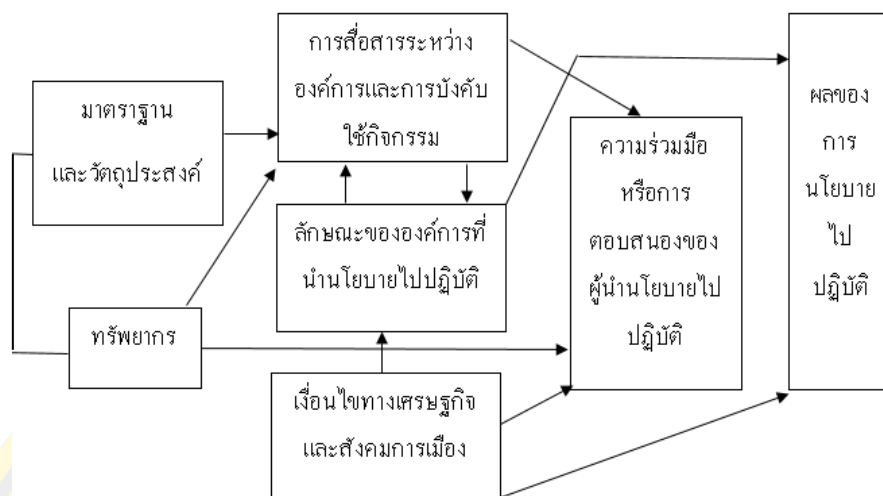 การสื่อสารระหว่าง
องค์การและการบังคับ
ใช้กิจกรรม
มาตราฐาน
และวัตถุประสงค์
ลักษณะขององค์การที่
นำนโยบายไปปฏิบัติ
ทรัพยากร
เงื่อนไขทางเศรษฐกิจ
และสังคมการเมือง
ความร่วมมือ
หรือการ
ตอบสนองของ
ผู้นำนโยบายไป
ปฏิบัติ
ผลของ
การ
นโยบาย
ไป
ปฏิบัติ